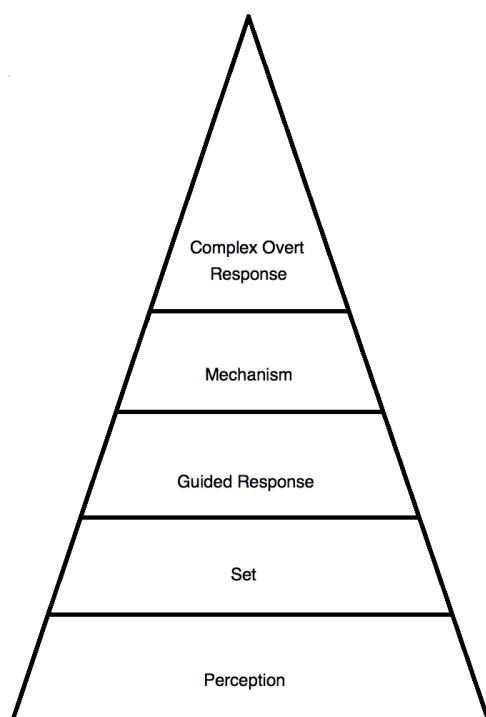 Complex Overt
Response
Mechanism
Guided Response
Set
Perception